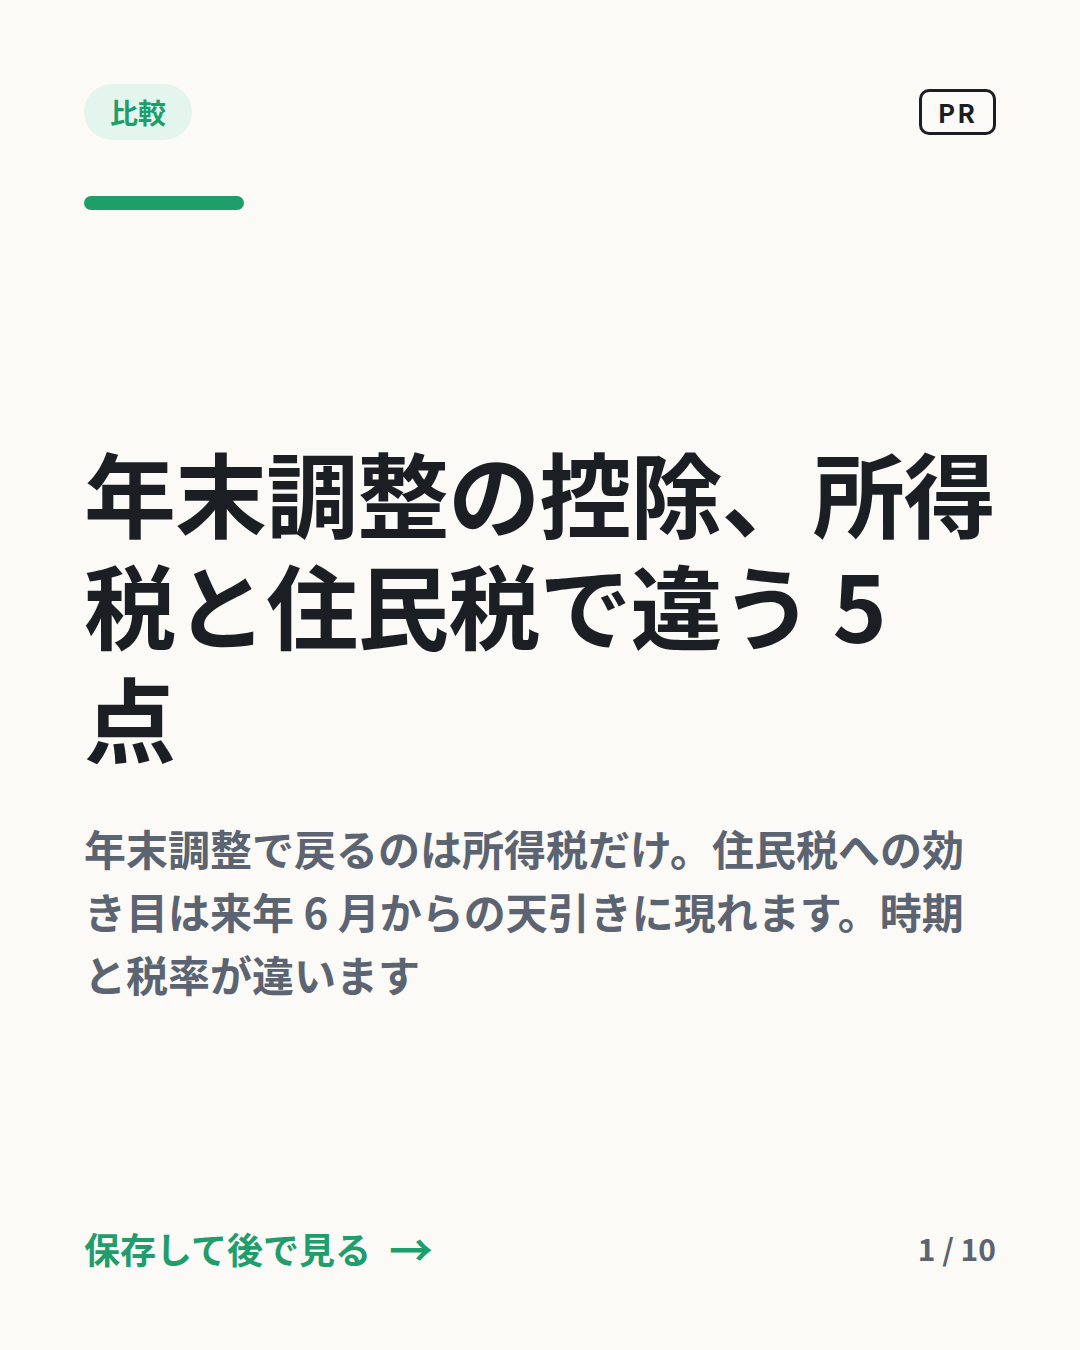 比較
PR
年末調整の控除、所得
税と住民税で違う 5
点
年末調整で戻るのは所得税だけ。住民税への効
き目は来年 6 月からの天引きに現れます。時期
と税率が違います
保存して後で見る →
1 / 10